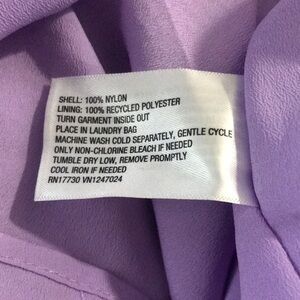 SHELL: 100% NYLON
LINING: 100% RECYCLED POLYESTER
TURN GARMENT INSIDE OUT
PLACE IN LAUNDRY BAG
MACHINE WASH COLD SEPARATELY, GENTLE CYCLE
ONLY NON-CHLORINE BLEACH IF NEEDED
TUMBLE DRY LOW, REMOVE PROMPTLY
COOL IRON IF NEEDED
RN17730 VN1247024